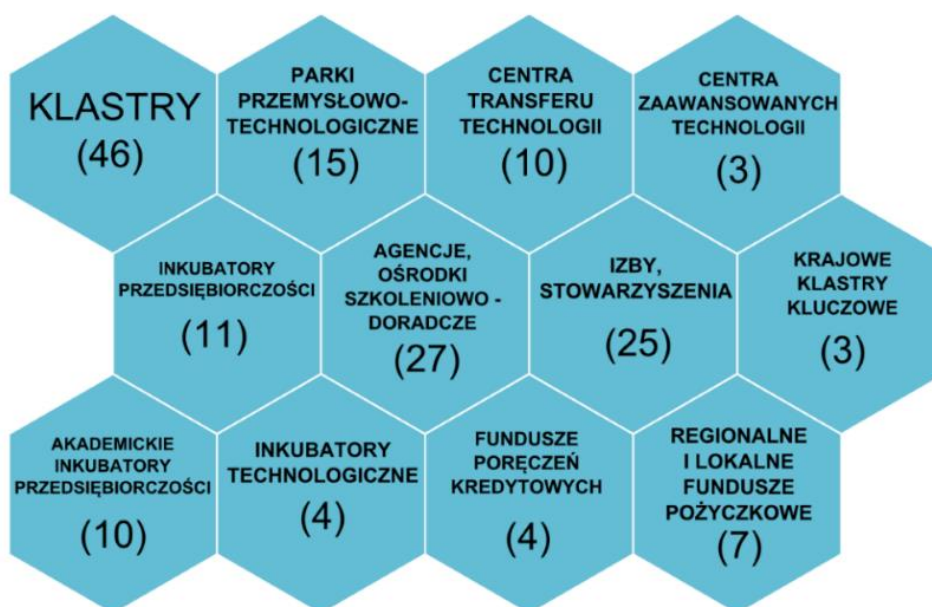 KLASTRY
(46)
PARKI
PRZEMYSŁOWO-
TECHNOLOGICZNE
(15)
CENTRA
TRANSFERU
TECHNOLOGII
(10)
CENTRA
ZAAWANSOWANYCH
TECHNOLOGII
(3)
INKUBATORY
PRZEDSIĘBIORCZOŚCI
(11)
AGENCJE,
OŚRODKI
SZKOLENIOWO -
DORADCZE
(27)
IZBY,
STOWARZYSZENIA
(25)
KRAJOWE
KLASTRY
KLUCZOWE
(3)
AKADEMICKIE
INKUBATORY
PRZEDSIĘBIORCZOŚCI
(10)
INKUBATORY
TECHNOLOGICZNE
(4)
FUNDUSZE
PORĘCZEŃ
KREDYTOWYCH
(4)
REGIONALNE
I LOKALNE
FUNDUSZE
POŻYCZKOWE
(7)